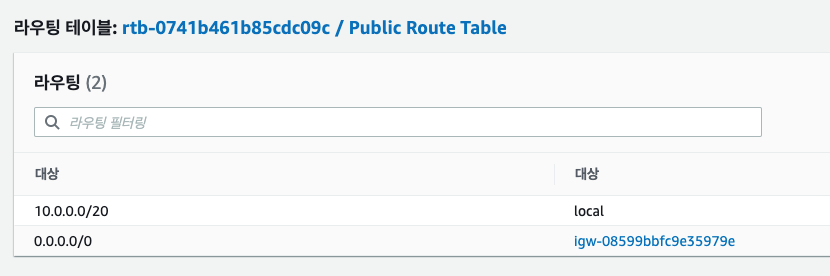 라우팅 테이블: rtb-0741b461b85cdc09c / Public Route Table
라우팅 (2)
라우팅 필터링
대상 대상
10.0.0.0/20 local
0.0.0.0/0 igw-08599bbfc9e35979e